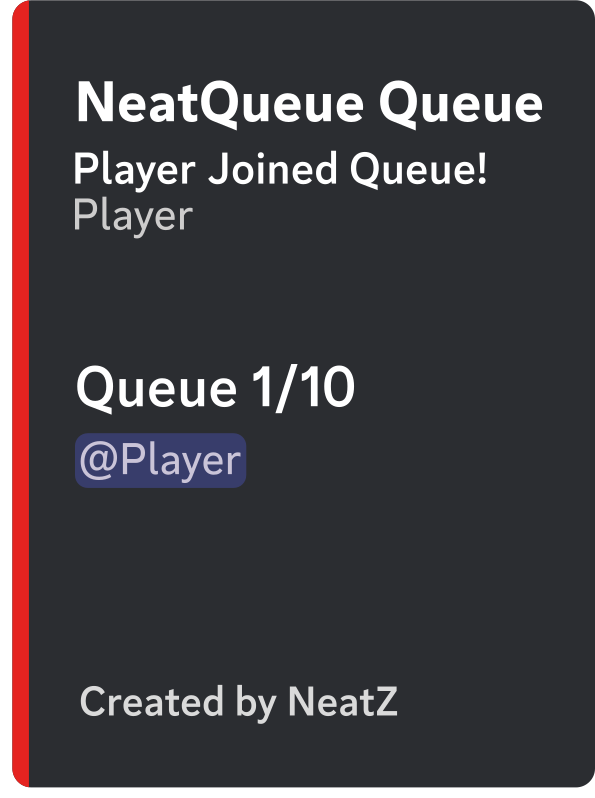 NeatQueue Queue
Player Joined Queue!
Player
Queue 1/10
@Player
Created by NeatZ